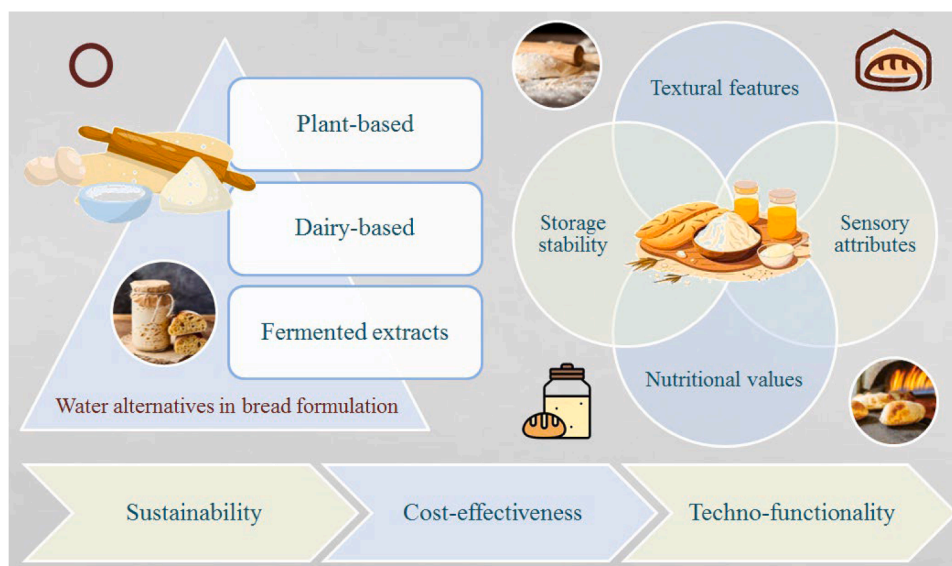 Plant-based
Dairy-based
Fermented extracts
Water alternatives in bread formulation
Textural features
Storage
stability
Sensory
attributes
Nutritional values
Sustainability
Cost-effectiveness
Techno-functionality